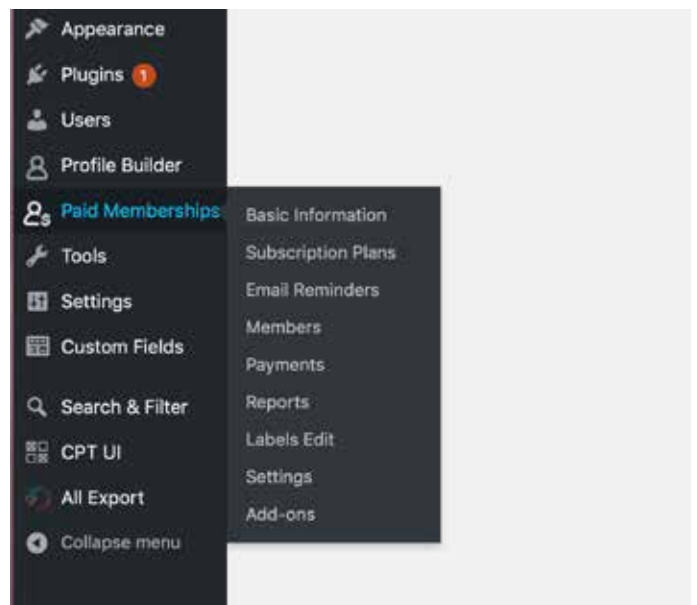 Appearance
Plugins 1
Users
Profile Builder
Paid Memberships
Basic Information
Subscription Plans
Email Reminders
Members
Payments
Reports
Labels Edit
Settings
Add-ons
Tools
Settings
Custom Fields
Search & Filter
CPT UI
All Export
Collapse menu